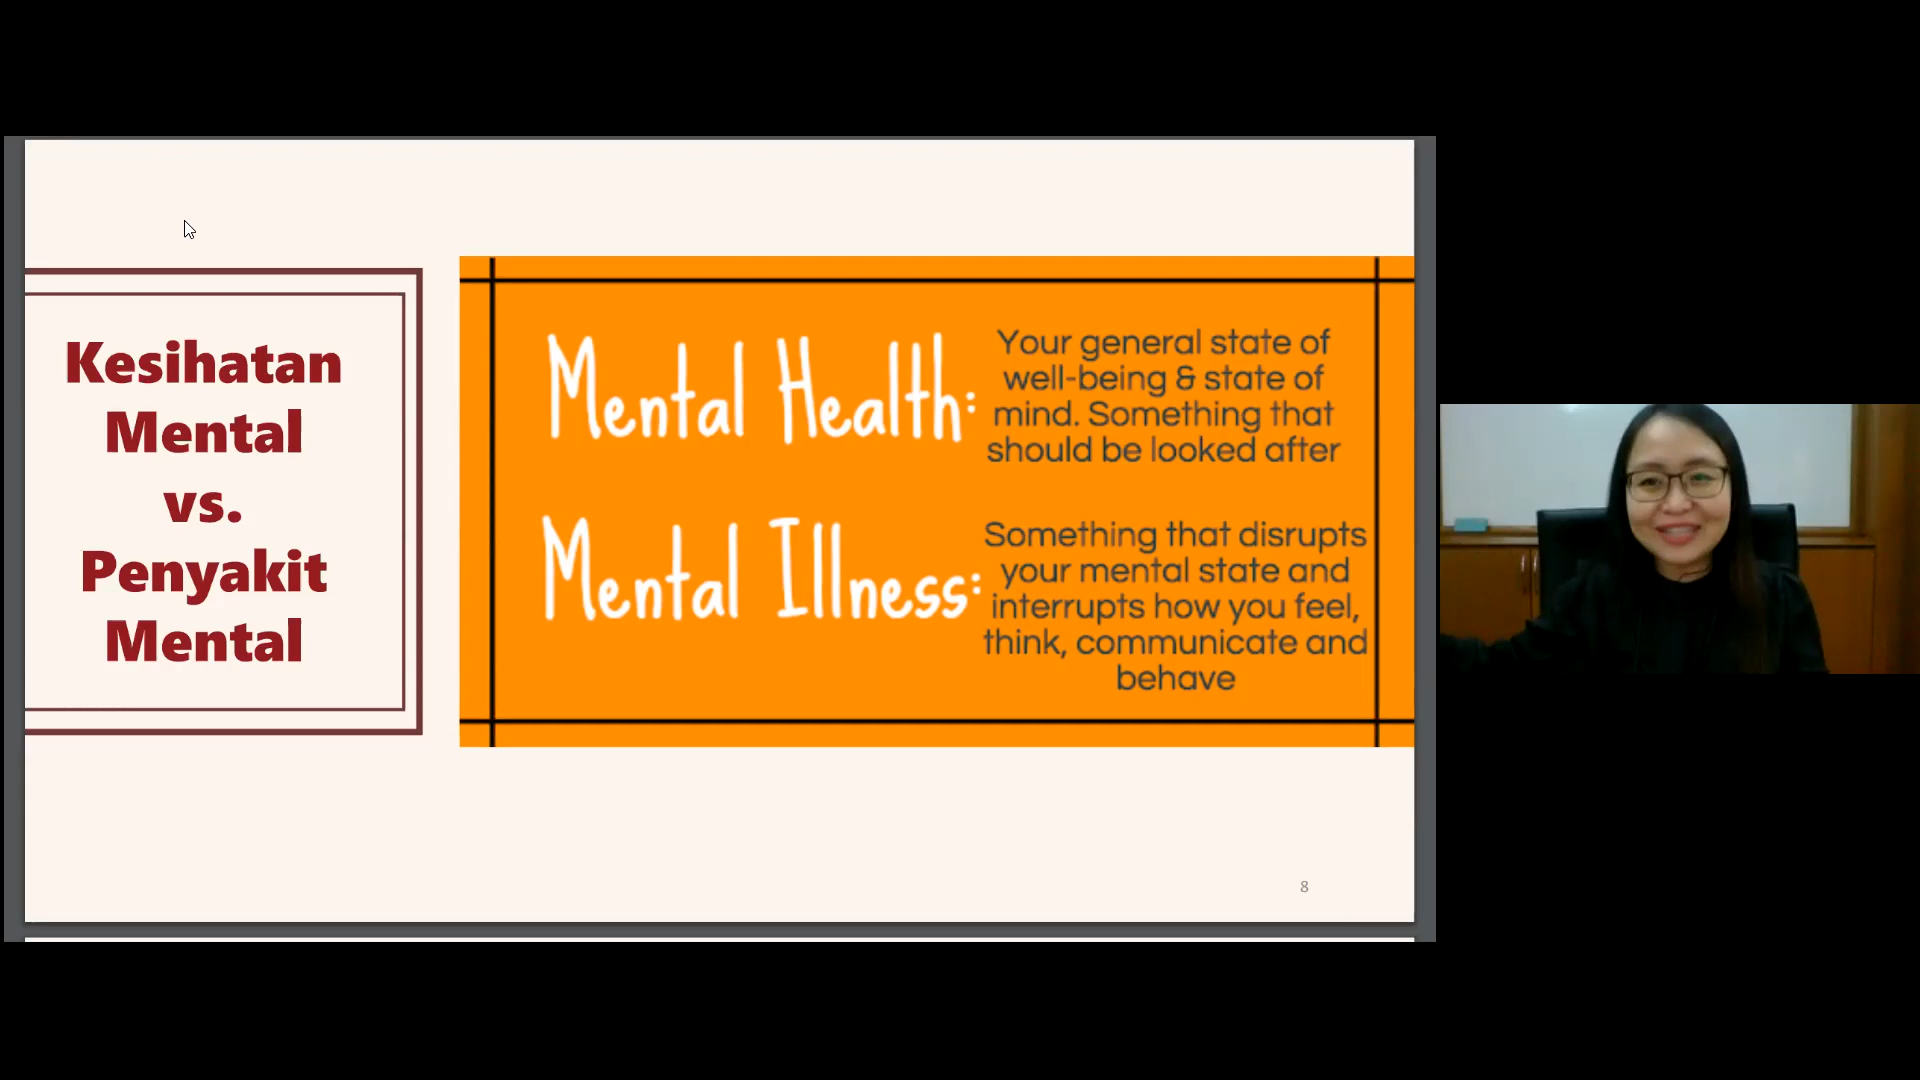 Kesihatan
Mental
vs.
Penyakit
Mental
Mental Health:
Your general state of
well-being & state of
mind. Something that
should be looked after
Mental Illness:
Something that disrupts
your mental state and
interrupts how you feel,
think, communicate and
behave
8